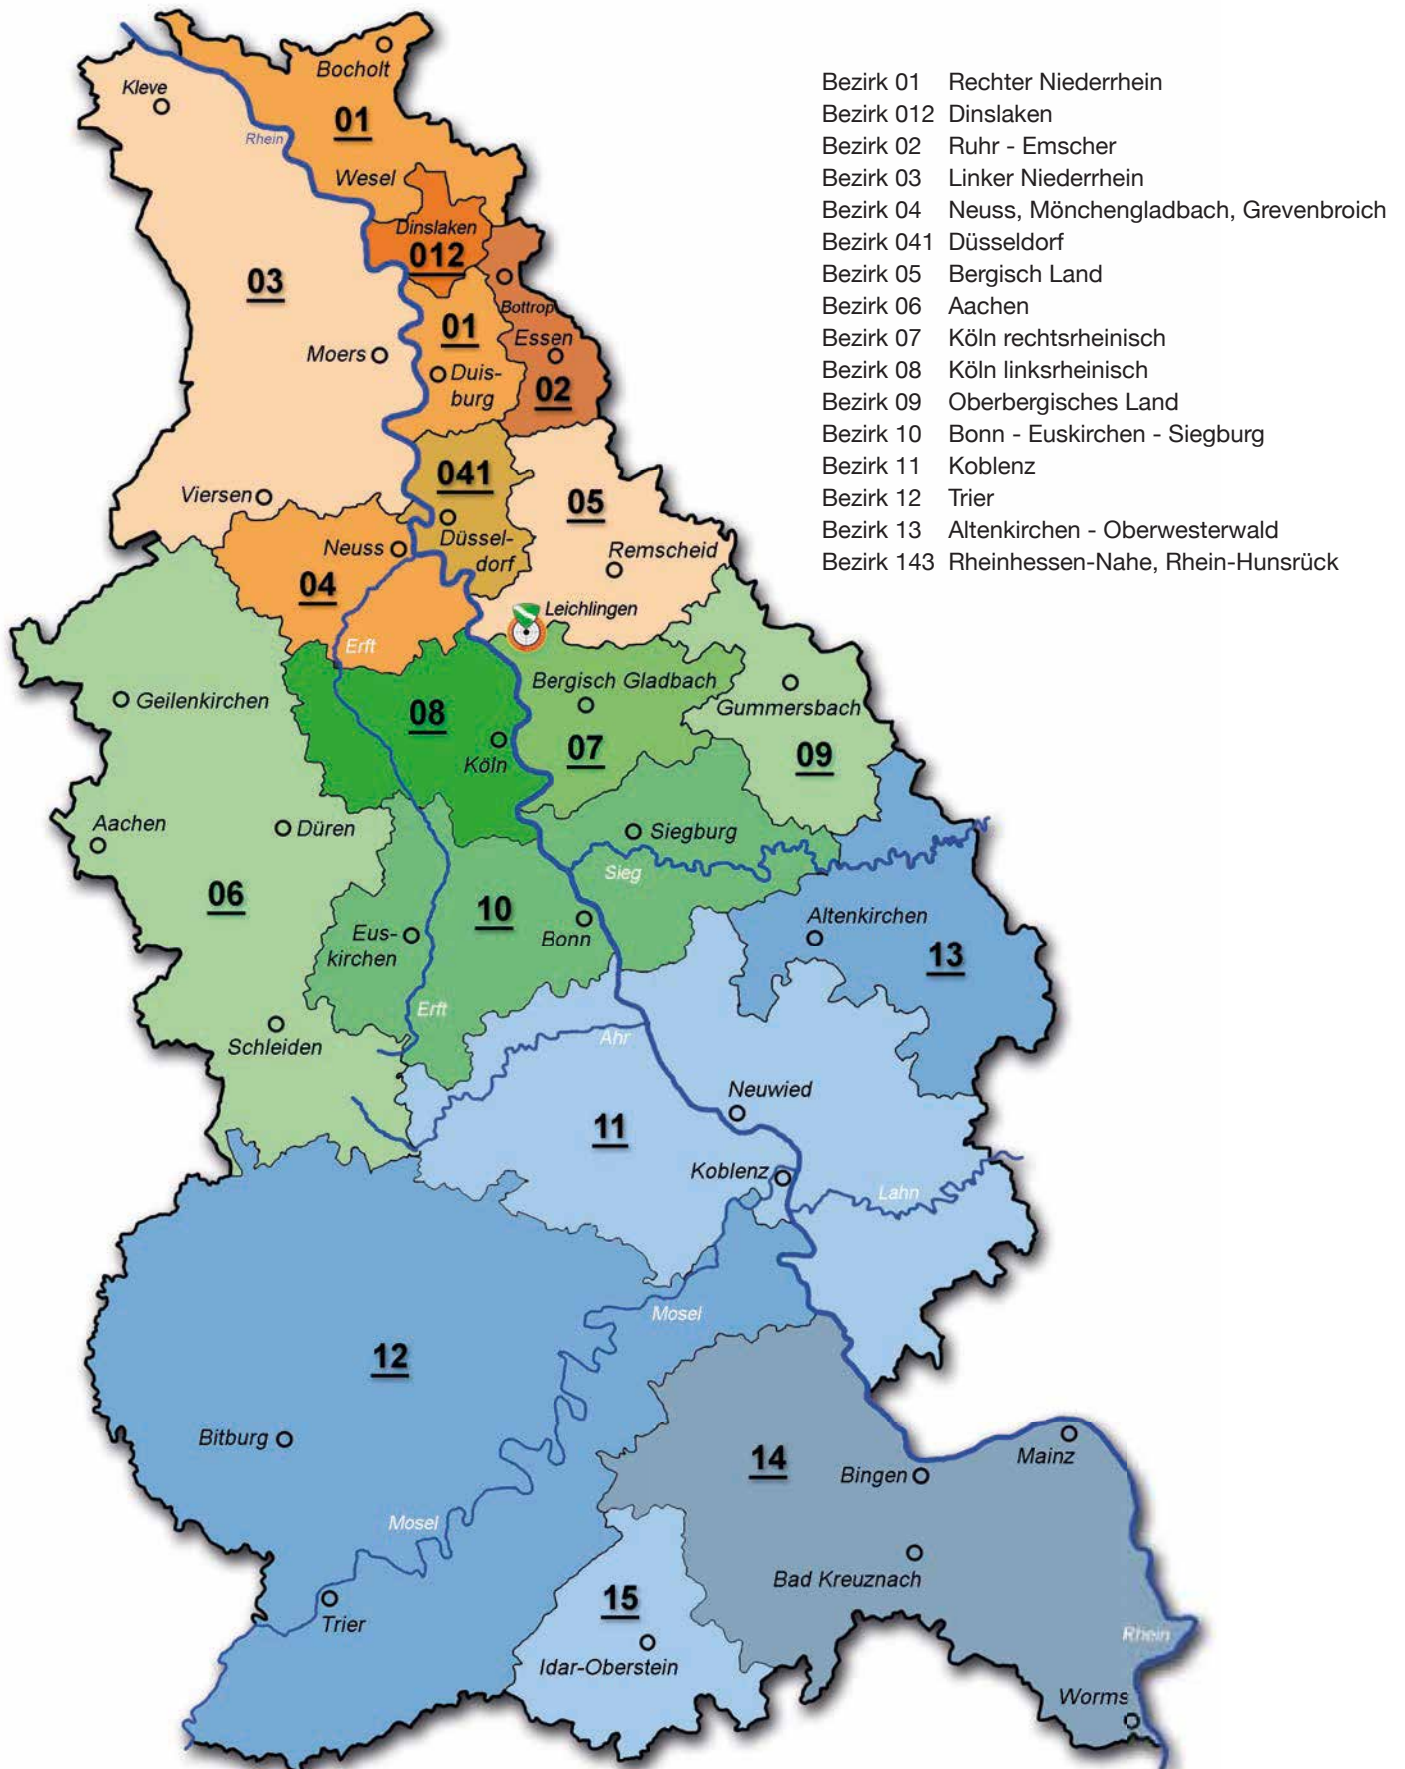 Bocholt
Kleve
01
Rhein
Wesel
Dinslaken
012
03
Bottrop
01
Essen
Moers
Duis-
burg
02
041
Viersen
05
Düssel-
dorf
Neuss
Remscheid
04
Leichlingen
Erft
Bergisch Gladbach
Geilenkirchen
Gummersbach
08
07
09
Köln
Aachen
Düren
Siegburg
Sieg
06
10
Altenkirchen
Eus-
kirchen
Bonn
13
Erft
Schleiden
Ahr
Neuwied
11
Koblenz
Lahn
Mosel
12
Bitburg
14
Mainz
Bingen
Mosel
Bad Kreuznach
15
Trier
Rhein
Idar-Oberstein
Worms
Bezirk 01 Rechter Niederrhein
Bezirk 012 Dinslaken
Bezirk 02 Ruhr - Emscher
Bezirk 03 Linker Niederrhein
Bezirk 04 Neuss, Mönchengladbach, Grevenbroich
Bezirk 041 Düsseldorf
Bezirk 05 Bergisch Land
Bezirk 06 Aachen
Bezirk 07 Köln rechtsrheinisch
Bezirk 08 Köln linksrheinisch
Bezirk 09 Oberbergisches Land
Bezirk 10 Bonn - Euskirchen - Siegburg
Bezirk 11 Koblenz
Bezirk 12 Trier
Bezirk 13 Altenkirchen - Oberwesterwald
Bezirk 143 Rheinhessen-Nahe, Rhein-Hunsrück